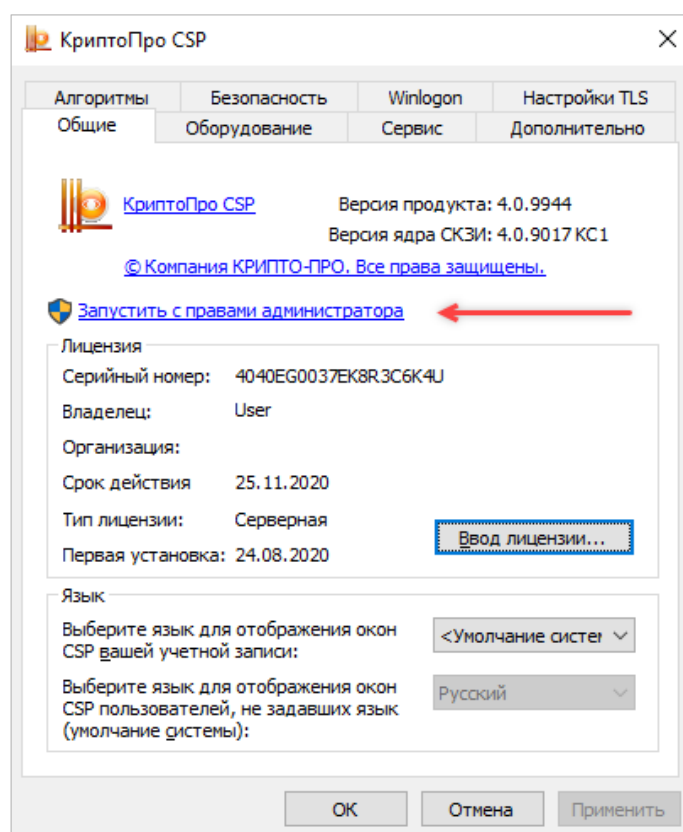 КриптоПро CSP
Алгоритмы Безопасность Winlogon Настройки TLS
Общие Оборудование Сервис Дополнительно
КриптоПро CSP Версия продукта: 4.0.9944
Версия ядра СКЗИ: 4.0.9017 КС1
© Компания КРИПТО-ПРО. Все права защищены.
Запустить с правами администратора
Лицензия
Серийный номер: 4040EG0037EK8R3C6K4U
Владелец: User
Организация:
Срок действия 25.11.2020
Тип лицензии: Серверная
Ввод лицензии...
Первая установка: 24.08.2020
Язык
Выберите язык для отображения окон
CSP вашей учетной записи:
<Умолчание систег
Выберите язык для отображения окон
CSP пользователей, не задавших язык
(умолчание системы):
Русский
ОК Отмена Применить